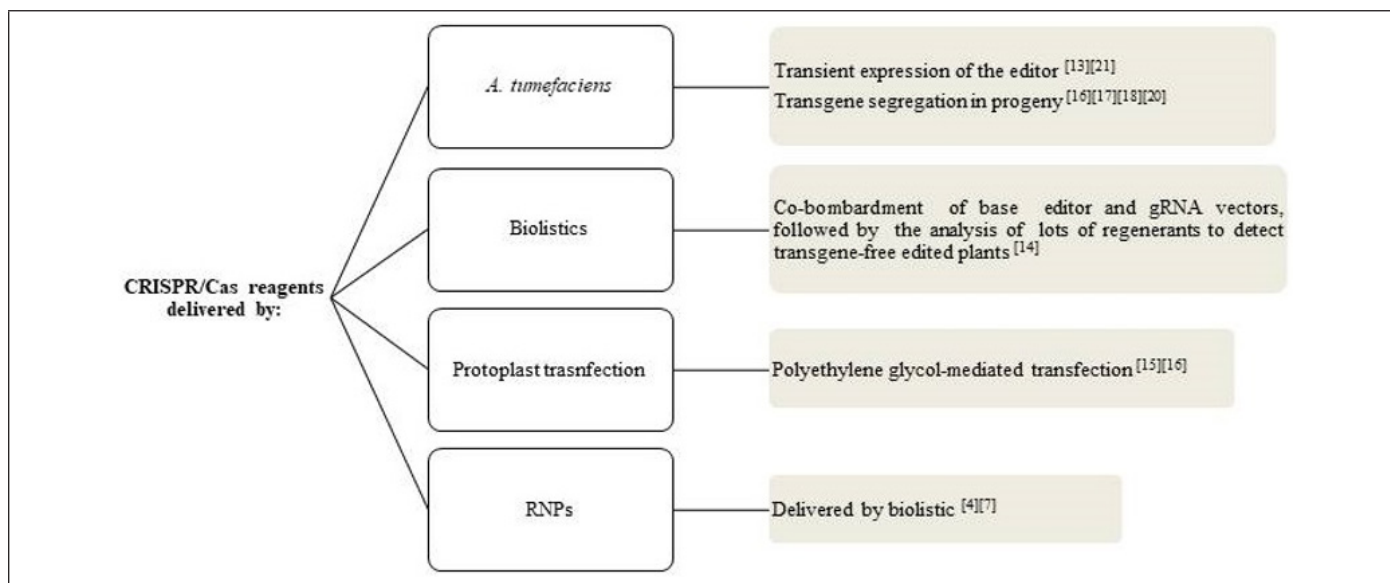 CRISPR/Cas reagents
delivered by:
A. tumefaciens
Transient expression of the editor [13][21]
Transgene segregation in progeny [16][17][18][20]
Biolistics
Co-bombardment of base editor and gRNA vectors,
followed by the analysis of lots of regenerants to detect
transgene-free edited plants [14]
Protoplast trasnfection
Polyethylene glycol-mediated transfection [15][16]
RNPs
Delivered by biolistic [4][7]